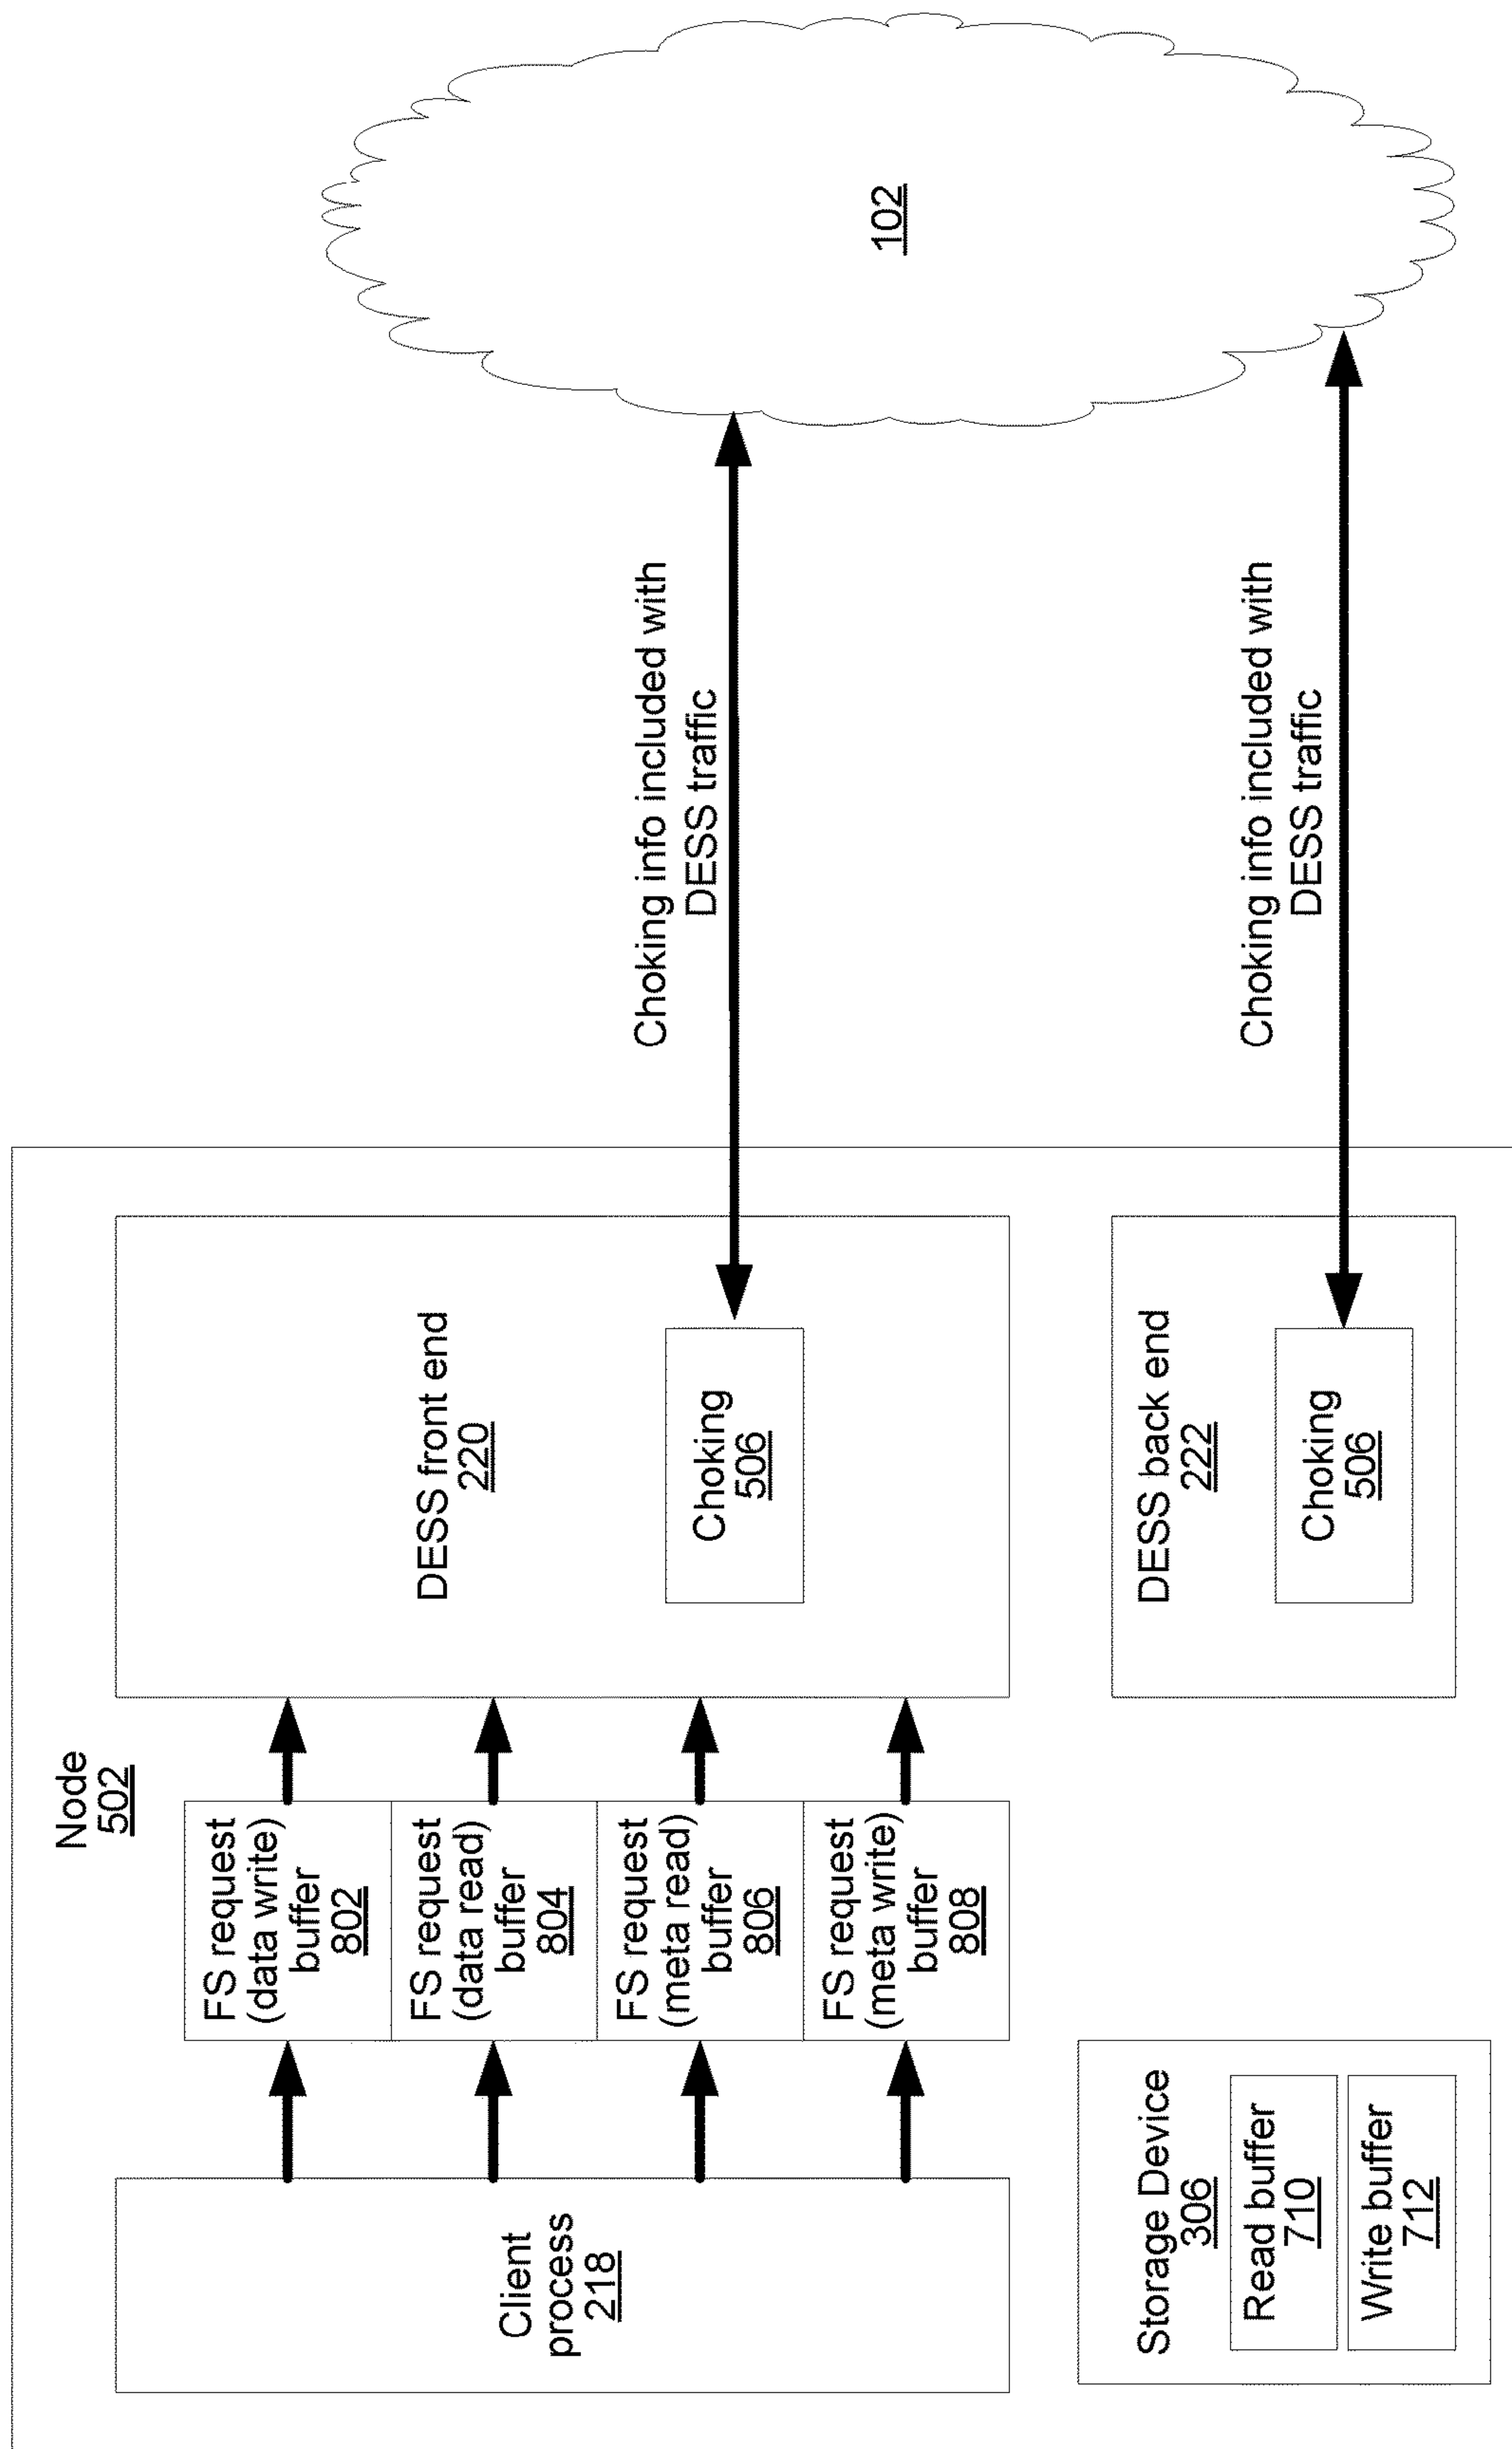 Node
502
Client
process
218
FS request
(data write)
buffer
802
FS request
(data read)
buffer
804
FS request
(meta read)
buffer
806
FS request
(meta write)
buffer
808
DESS front end
220
Choking
506
Choking info included with
DESS traffic
102
Storage Device
306
Read buffer
710
Write buffer
712
DESS back end
222
Choking
506
Choking info included with
DESS traffic